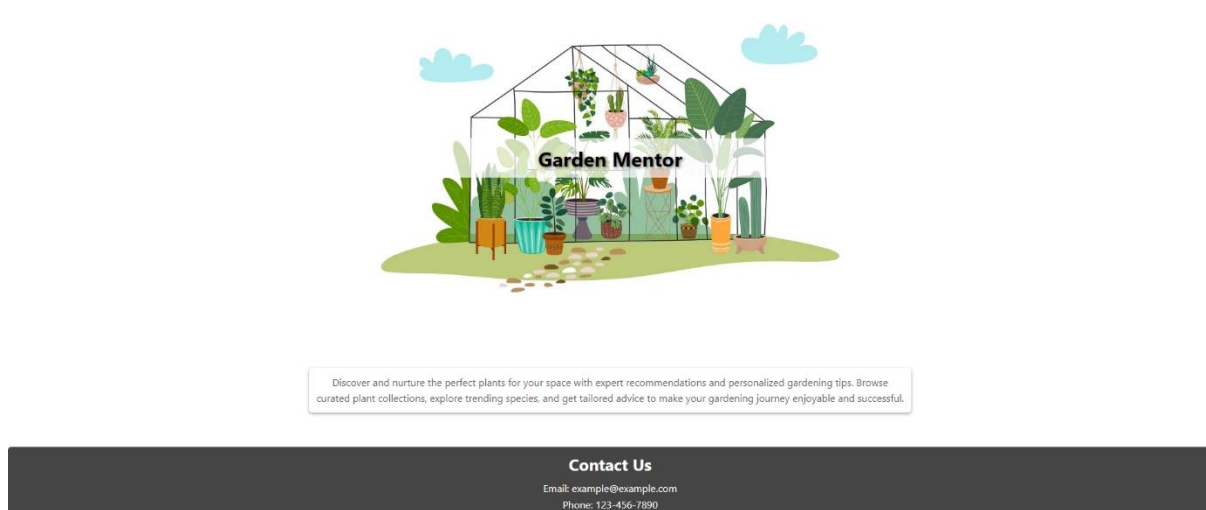 Garden Mentor
Discover and nurture the perfect plants for your space with expert recommendations and personalized gardening tips. Browse
curated plant collections, explore trending species, and get tailored advice to make your gardening journey enjoyable and successful.
Contact Us
Email: example@example.com
Phone: 123-456-7890